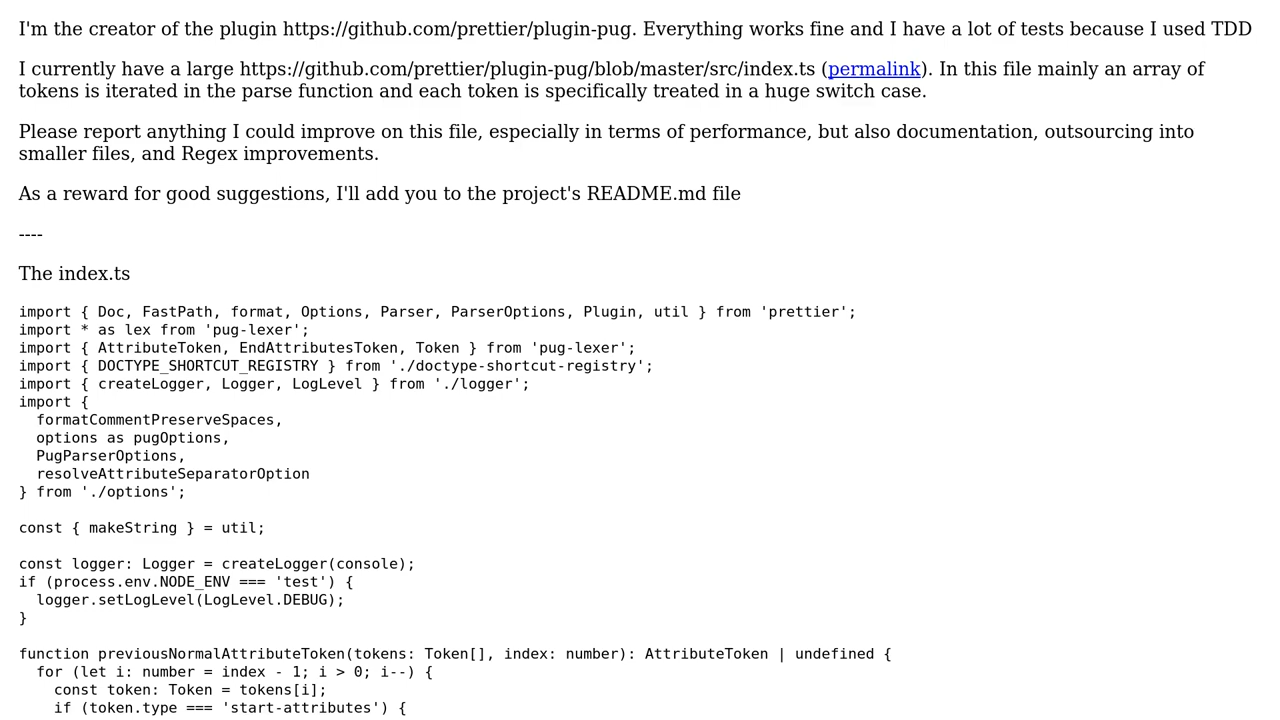 I'm the creator of the plugin https://github.com/prettier/plugin-pug. Everything works fine and I have a lot of tests because I used TDD
I currently have a large https://github.com/prettier/plugin-pug/blob/master/src/index.ts (permalink). In this file mainly an array of
tokens is iterated in the parse function and each token is specifically treated in a huge switch case.
Please report anything I could improve on this file, especially in terms of performance, but also documentation, outsourcing into
smaller files, and Regex improvements.
As a reward for good suggestions, I'll add you to the project's README.md file
----
The index.ts
import { Doc, FastPath, format, Options, Parser, ParserOptions, Plugin, util } from 'prettier';
import * as lex from 'pug-lexer';
import { AttributeToken, EndAttributesToken, Token } from 'pug-lexer';
import { DOCTYPE_SHORTCUT_REGISTRY } from './doctype-shortcut-registry';
import { createLogger, Logger, LogLevel } from './logger';
import {
  formatCommentPreserveSpaces,
  options as pugOptions,
  PugParserOptions,
  resolveAttributeSeparatorOption
} from './options';
const { makeString } = util;
const logger: Logger = createLogger(console);
if (process.env.NODE_ENV === 'test') {
  logger.setLogLevel(LogLevel.DEBUG);
}
function previousNormalAttributeToken(tokens: Token[], index: number): AttributeToken | undefined {
  for (let i: number = index - 1; i > 0; i--) {
    const token: Token = tokens[i];
    if (token.type === 'start-attributes') {